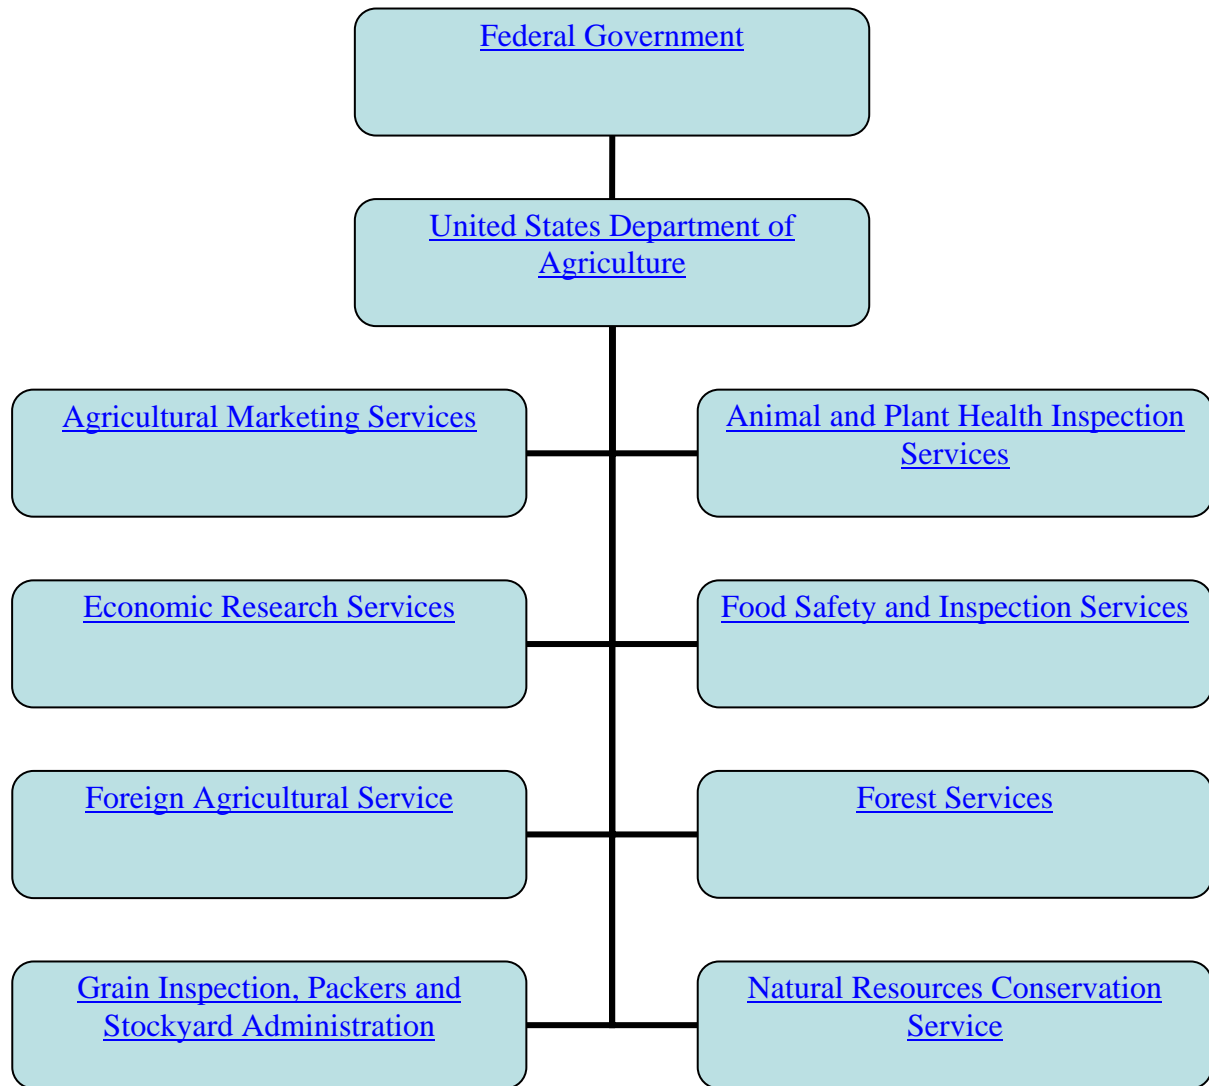 Federal Government
United States Department of
Agriculture
Agricultural Marketing Services
Animal and Plant Health Inspection
Services
Economic Research Services
Food Safety and Inspection Services
Foreign Agricultural Service
Forest Services
Grain Inspection, Packers and
Stockyard Administration
Natural Resources Conservation
Service